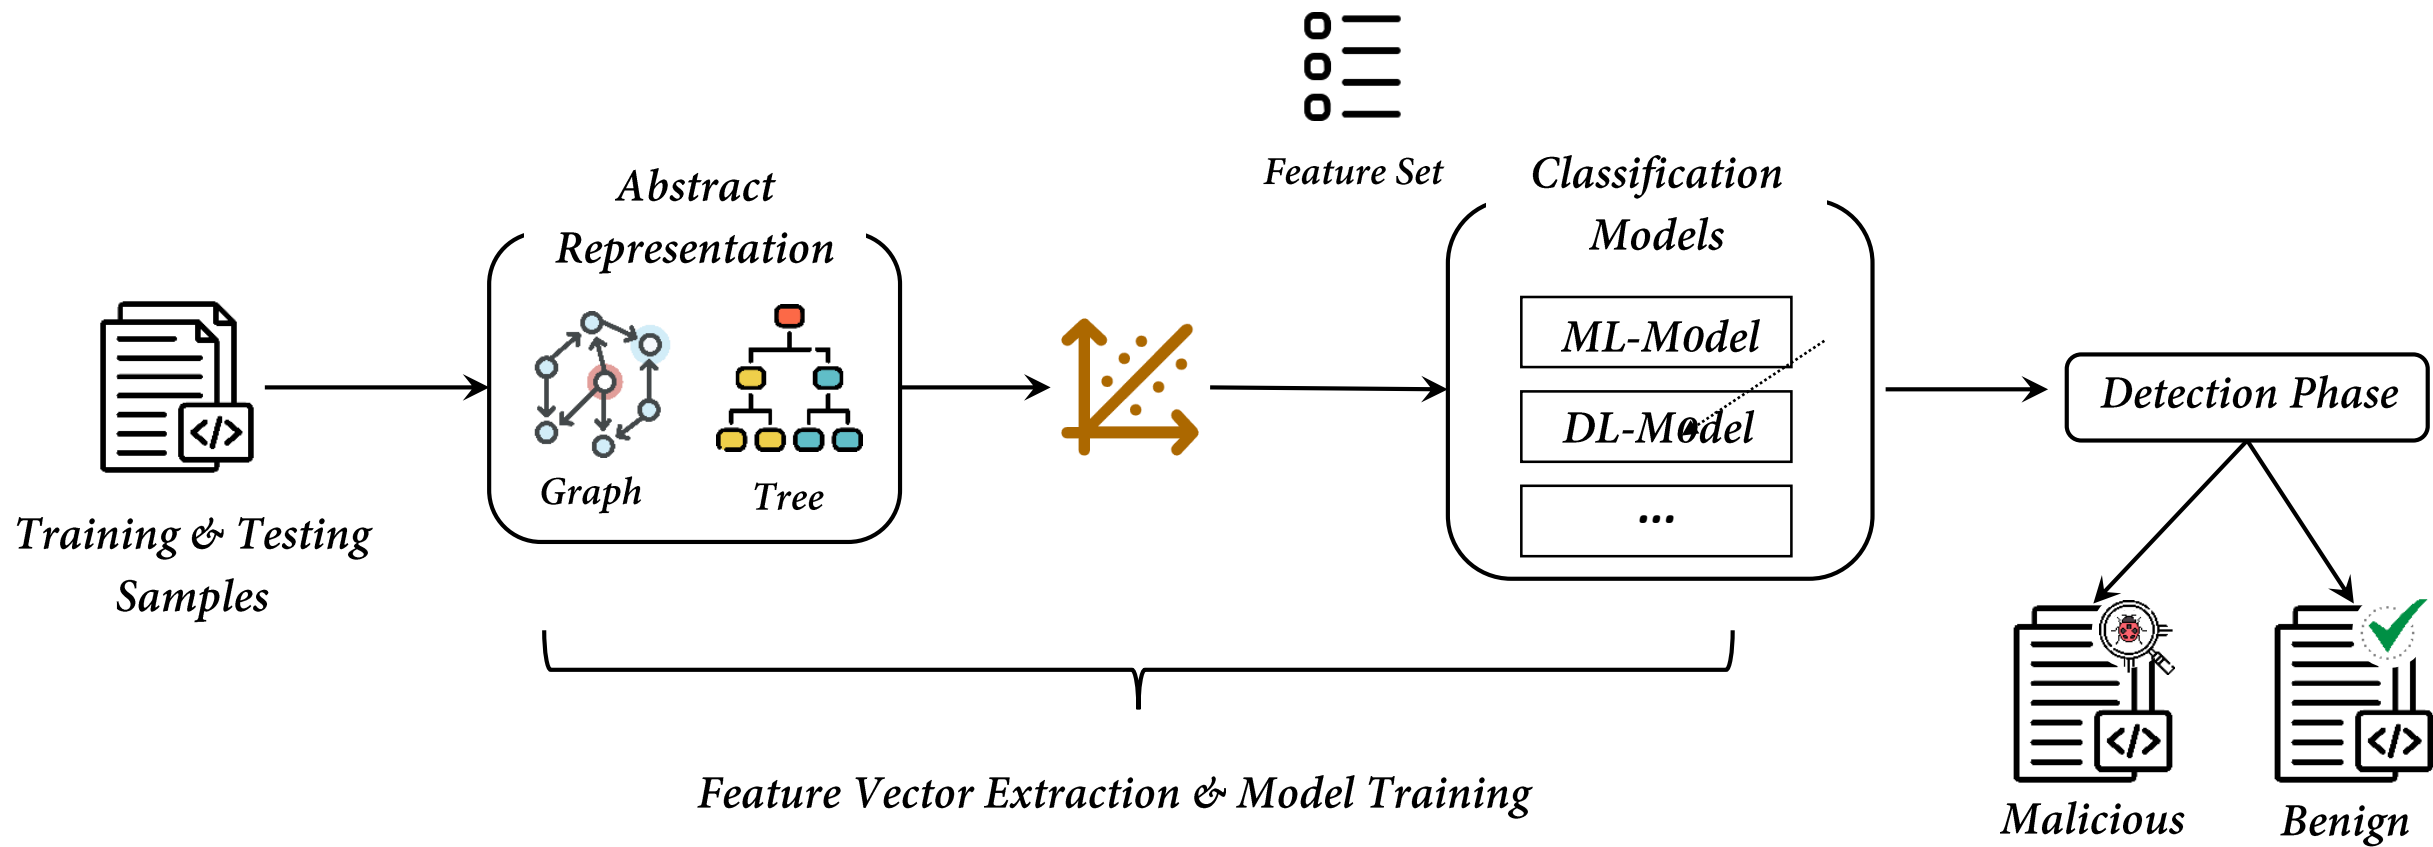 Feature Set
Abstract
Representation
Graph
Tree
Classification
Models
ML-Model
DL-Model
...
Training & Testing
Samples
</>
Detection Phase
Feature Vector Extraction & Model Training
</>
Malicious
</>
Benign